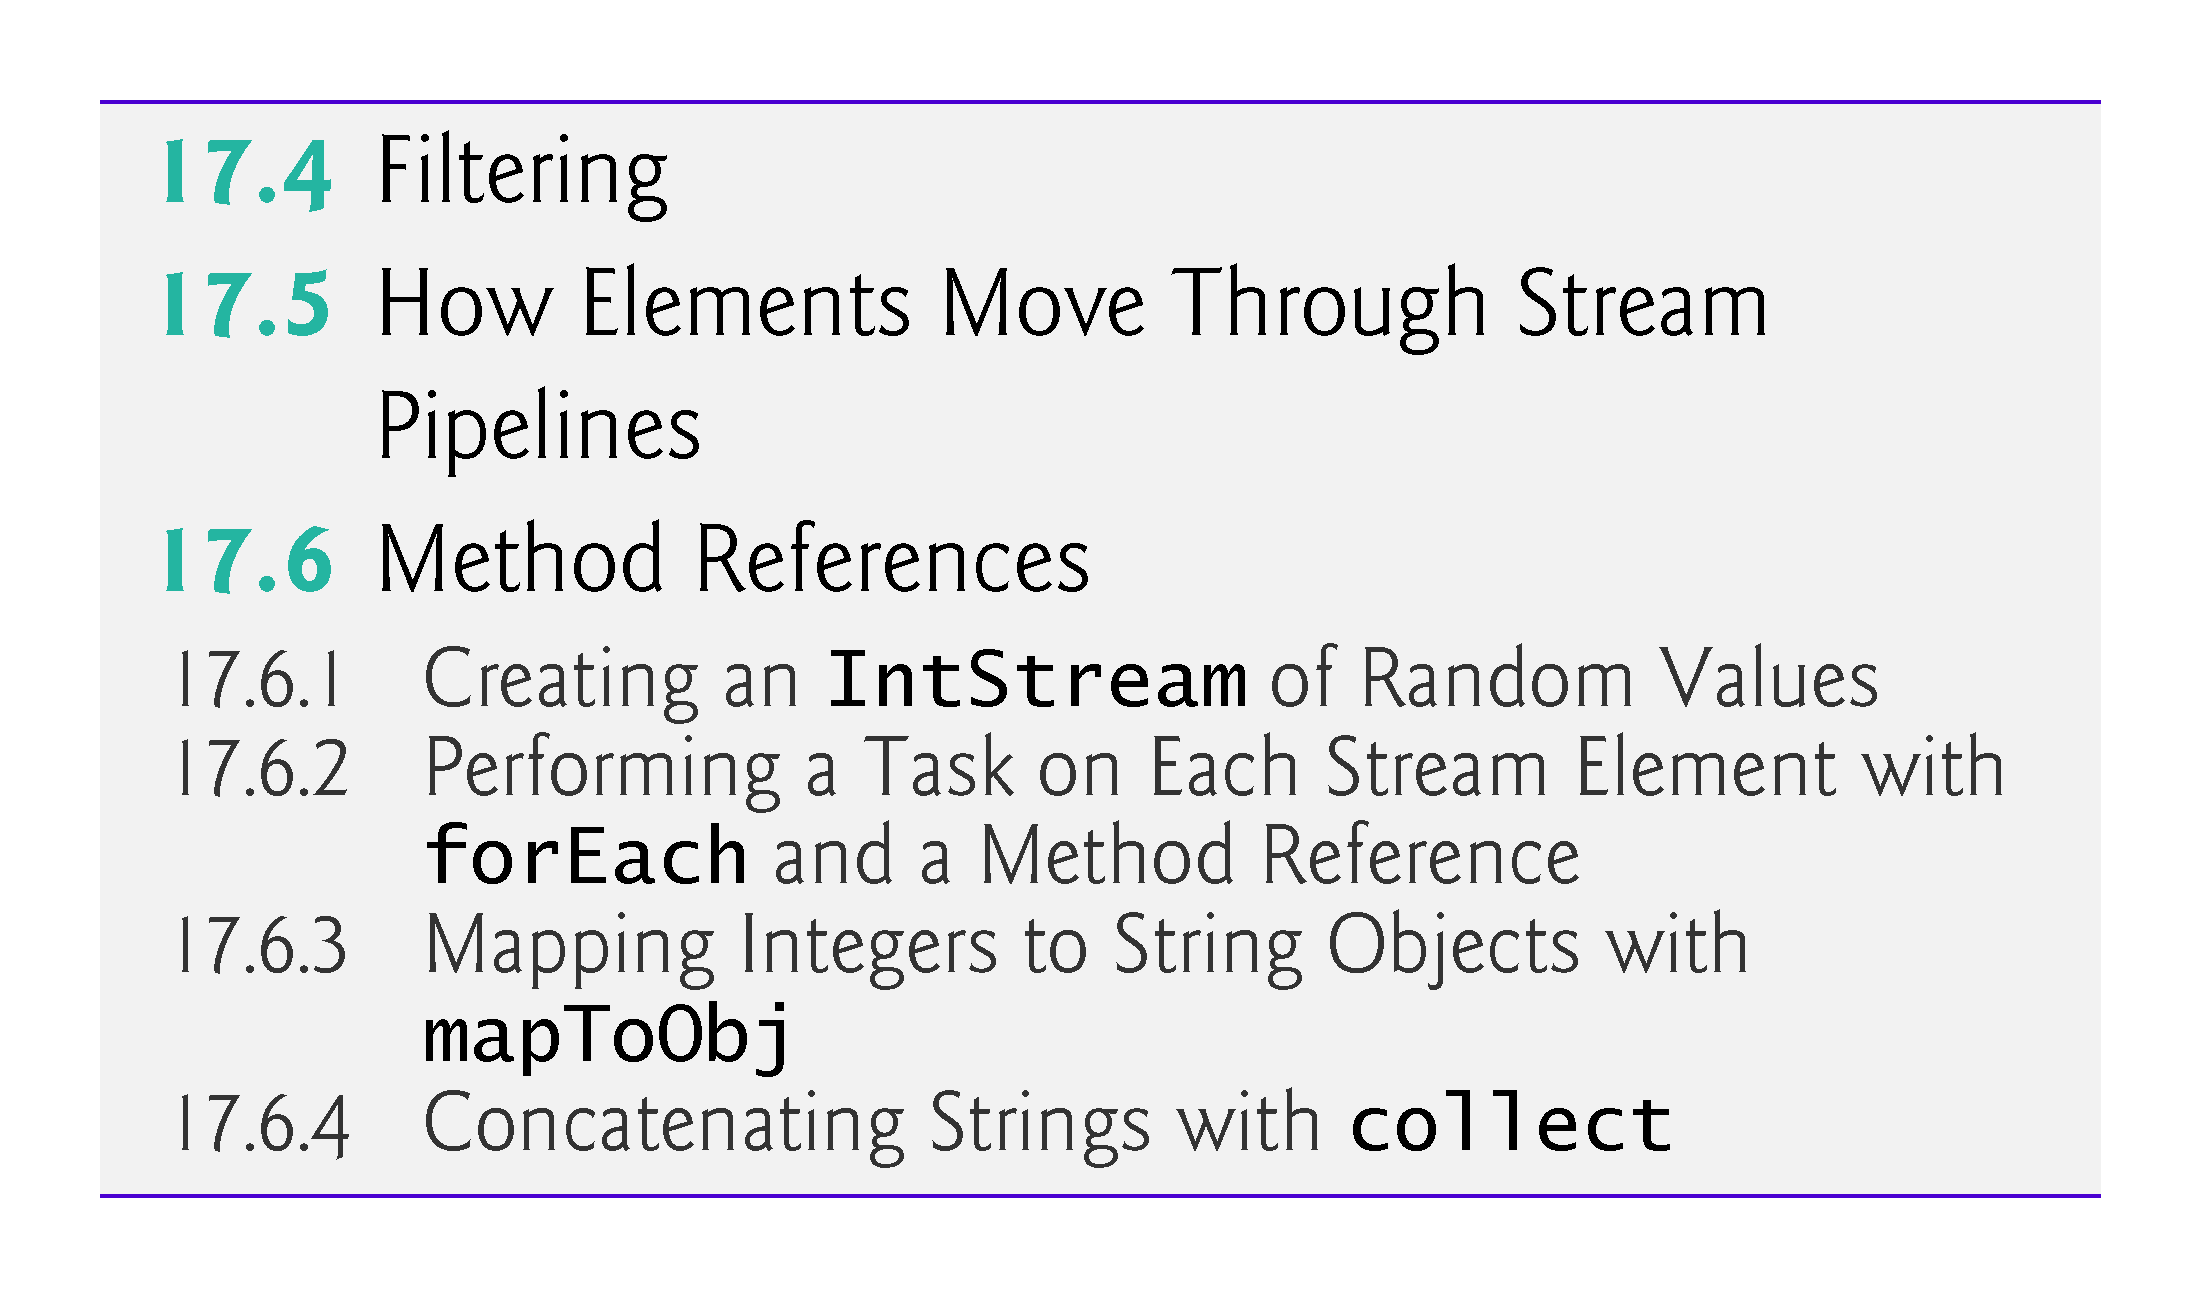 17.4 Filtering
17.5 How Elements Move Through Stream
Pipelines
17.6 Method References
17.6.1 Creating an IntStream of Random Values
17.6.2 Performing a Task on Each Stream Element with
forEach and a Method Reference
17.6.3 Mapping Integers to String Objects with
mapToObj
17.6.4 Concatenating Strings with collect